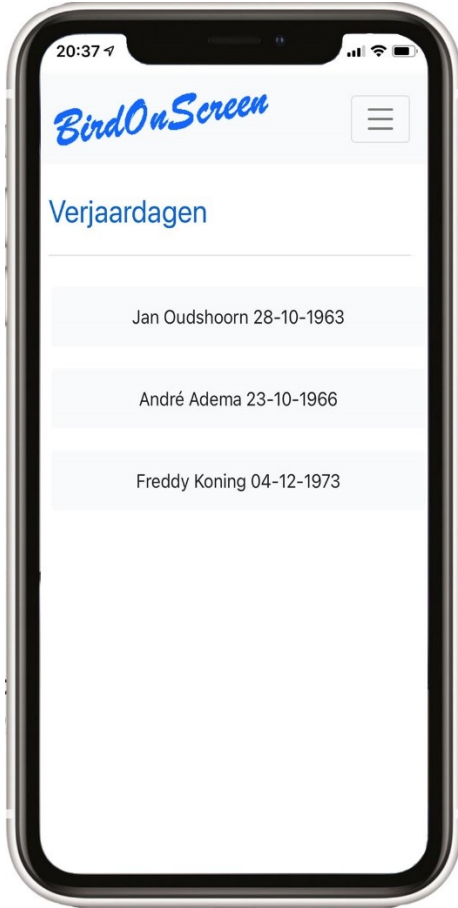 20:37
BirdOnScreen
Verjaardagen
Jan Oudshoorn 28-10-1963
André Adema 23-10-1966
Freddy Koning 04-12-1973